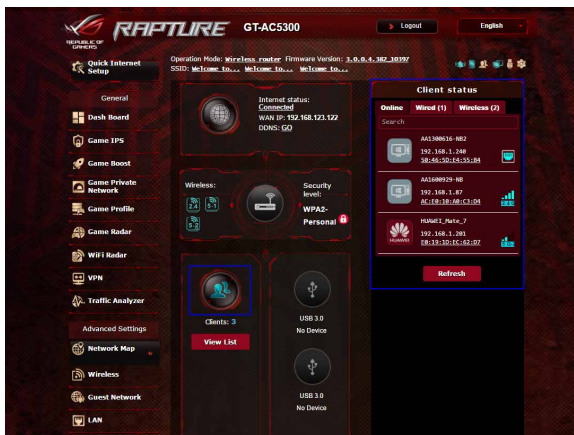 REPUBLIC OF
GAMERS
RAPTURE
GT-AC5300
Logout
English
Quick Internet
Setup
Operation Mode: Wireless router Firmware Version: 3.0.0.4.382_10397
SSID: Welcome to... Welcome to... Welcome to...
General
Dash Board
Game IPS
Game Boost
Game Private
Network
Game Profile
Game Radar
WiFi Radar
VPN
Traffic Analyzer
Advanced Settings
Network Map
Wireless
Guest Network
LAN
Internet status:
Connected
WAN IP: 192.168.123.122
DDNS: GO
Wireless:
2.4 5-1
5-2
Security
level:
WPA2-
Personal
Clients: 3
View List
USB 3.0
No Device
USB 3.0
No Device
Client status
Online Wired (1) Wireless (2)
Search
AA1300616-NB2
192.168.1.240
50:46:5D:E4:55:B4
AA1600929-NB
192.168.1.87
AC:E0:10:A0:C3:D4
HUAWEI_Mate_7
192.168.1.201
E0:19:1D:EC:62:D7
HUAWEI
Refresh